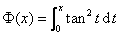 Φ(x) = ∫₀ˣ tan² t dt